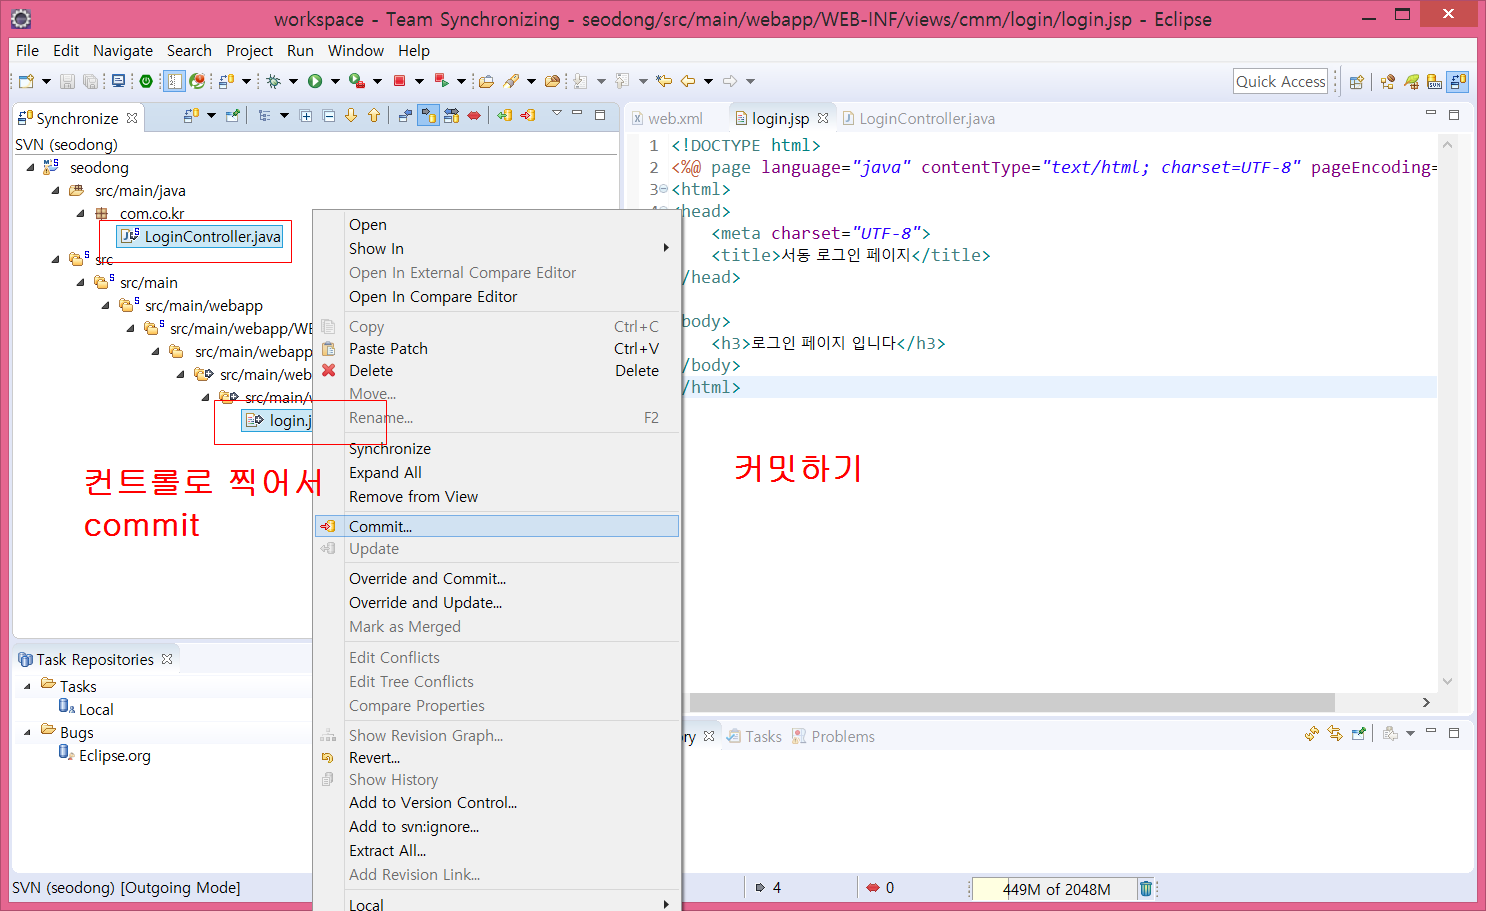 workspace - Team Synchronizing - seodong/src/main/webapp/WEB-INF/views/cmm/login/login.jsp - Eclipse
File Edit Navigate Search Project Run Window Help
Quick Access
Synchronize
SVN (seodong)
seodong
src/main/java
com.co.kr
LoginController.java
src
src/main
src/main/webapp
src/main/webapp/WE
src/main/webapp
src/main/web
src/main/
login.j
컨트롤로 찍어서
commit
Open
Show In
Open In External Compare Editor
Open In Compare Editor
Copy Ctrl+C
Paste Patch Ctrl+V
Delete Delete
Move...
Rename... F2
Synchronize
Expand All
Remove from View
Commit...
Update
Override and Commit...
Override and Update...
Mark as Merged
Edit Conflicts
Edit Tree Conflicts
Compare Properties
Show Revision Graph...
Revert...
Show History
Add to Version Control...
Add to svn:ignore...
Extract All...
Add Revision Link...
Local
web.xml login.jsp LoginController.java
1 <!DOCTYPE html>
2 <%@ page language="java" contentType="text/html; charset=UTF-8" pageEncoding=
3 <html>
head>
<meta charset="UTF-8">
<title>서동 로그인 페이지</title>
/head>
body>
<h3>로그인 페이지 입니다</h3>
/body>
/html>
커밋하기
Task Repositories
Tasks
Local
Bugs
Eclipse.org
ry Tasks Problems
SVN (seodong) [Outgoing Mode]
4
0
449M of 2048M